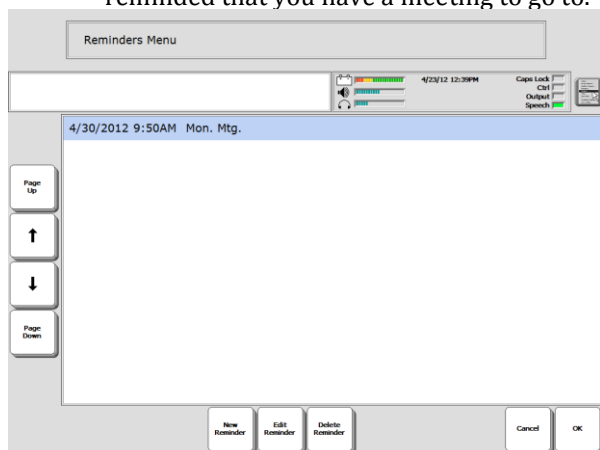 reminded that you have a meeting to go to.
Reminders Menu
4/23/12 12:39PM
Caps Lock
Ctrl
Output
Speech
4/30/2012 9:50AM Mon. Mtg.
Page
Up
Page
Down
New
Reminder
Edit
Reminder
Delete
Reminder
Cancel
OK